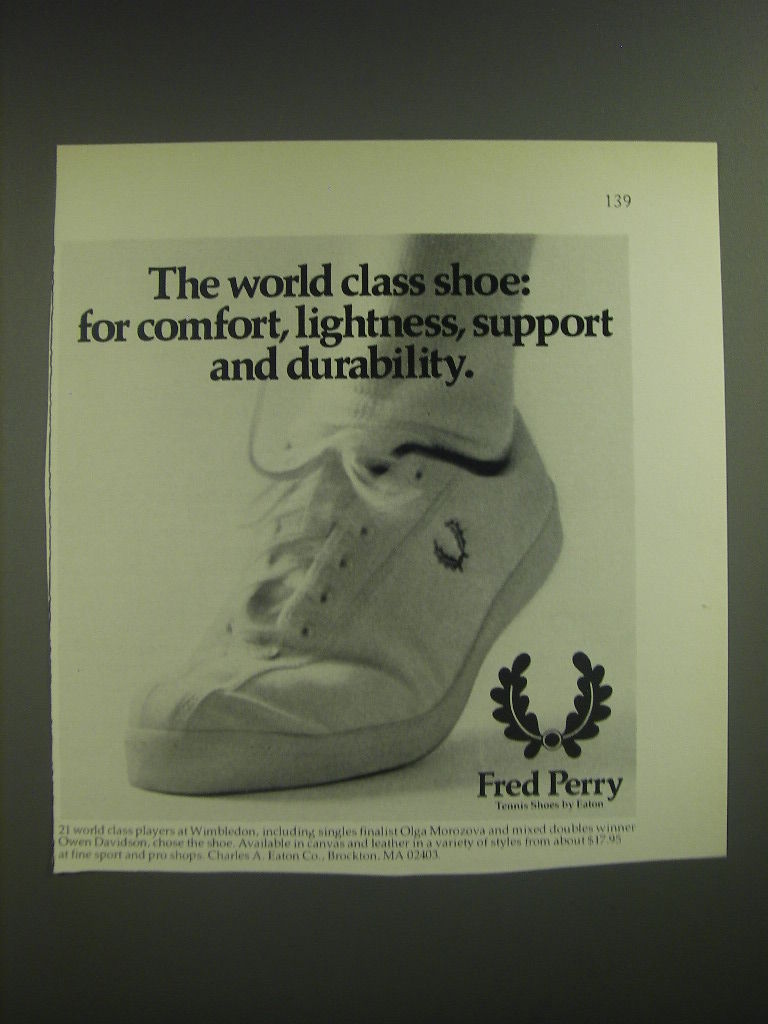 139
The world class shoe:
for comfort, lightness, support
and durability.
Fred Perry
Tennis Shoes by Eaton
21 world class players at Wimbledon, including singles finalist Olga Morozova and mixed doubles winner
Owen Davidson, chose the shoe. Available in canvas and leather in a variety of styles from about $17.95
at fine sport and pro shops. Charles A. Eaton Co., Brockton, MA 02403